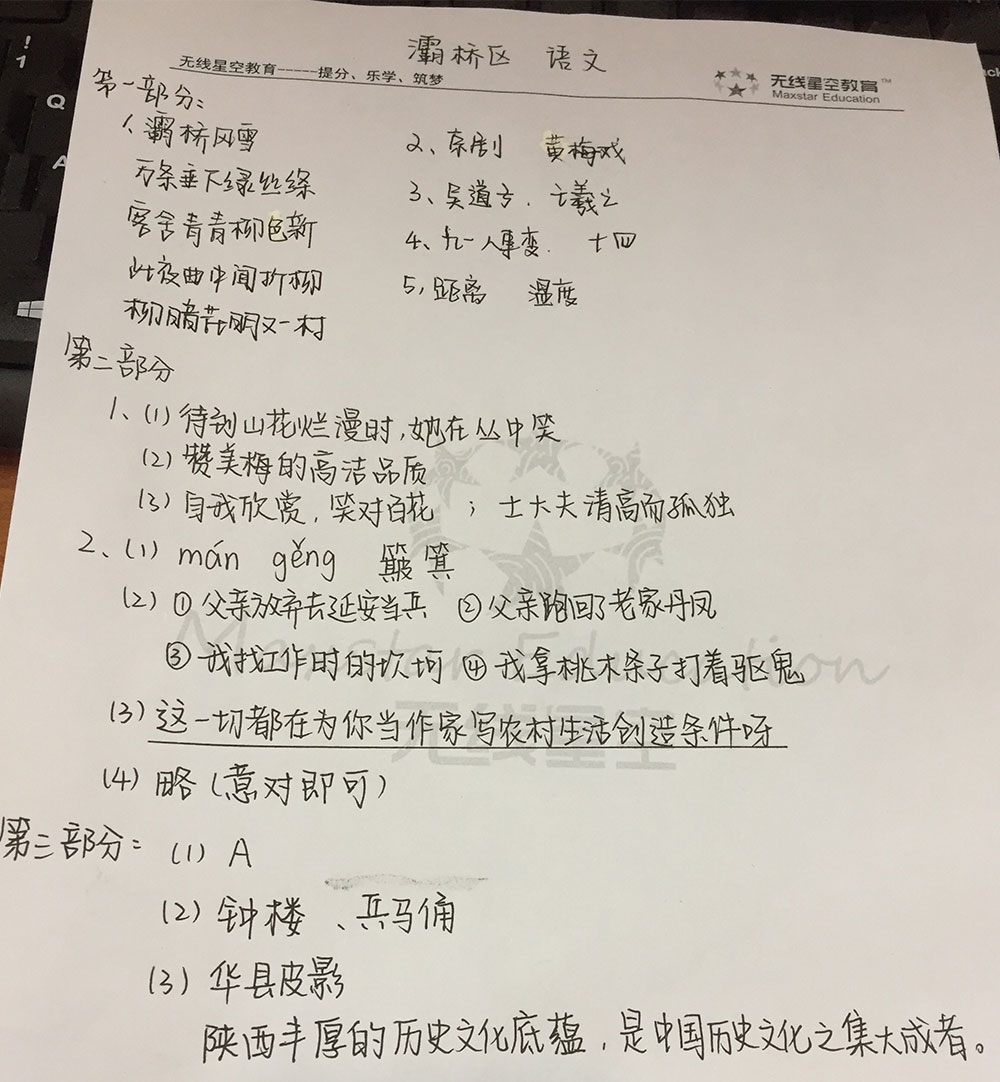 灞桥区 语文
无线星空教育-----提分、乐学、筑梦
无线星空教育™
Maxstar Education
第一部分：
1、灞桥风雪
万条垂下绿丝绦
客舍青青柳色新
此夜曲中闻折柳
柳暗花明又一村
2、京剧 黄梅戏
3、吴道子．王羲之
4、九一八事变． 十四
5、距离 温度
第二部分
1、(1) 待到山花烂漫时,她在丛中笑
(2) 赞美梅的高洁品质
(3) 自我欣赏，笑对百花 ；士大夫清高而孤独
2、(1) mán gěng 簸箕
(2) ① 父亲放弃去延安当兵 ② 父亲跑回了老家丹凤
③ 我找工作时的坎坷 ④ 我拿桃木条子打着驱鬼
(3) 这一切都在为你当作家写农村生活创造条件呀
(4) 略（意对即可）
第三部分：(1) A
(2) 钟楼 、兵马俑
(3) 华县皮影
陕西丰厚的历史文化底蕴，是中国历史文化之集大成者。
Maxstar Education
无线星空
!
1
Q
A